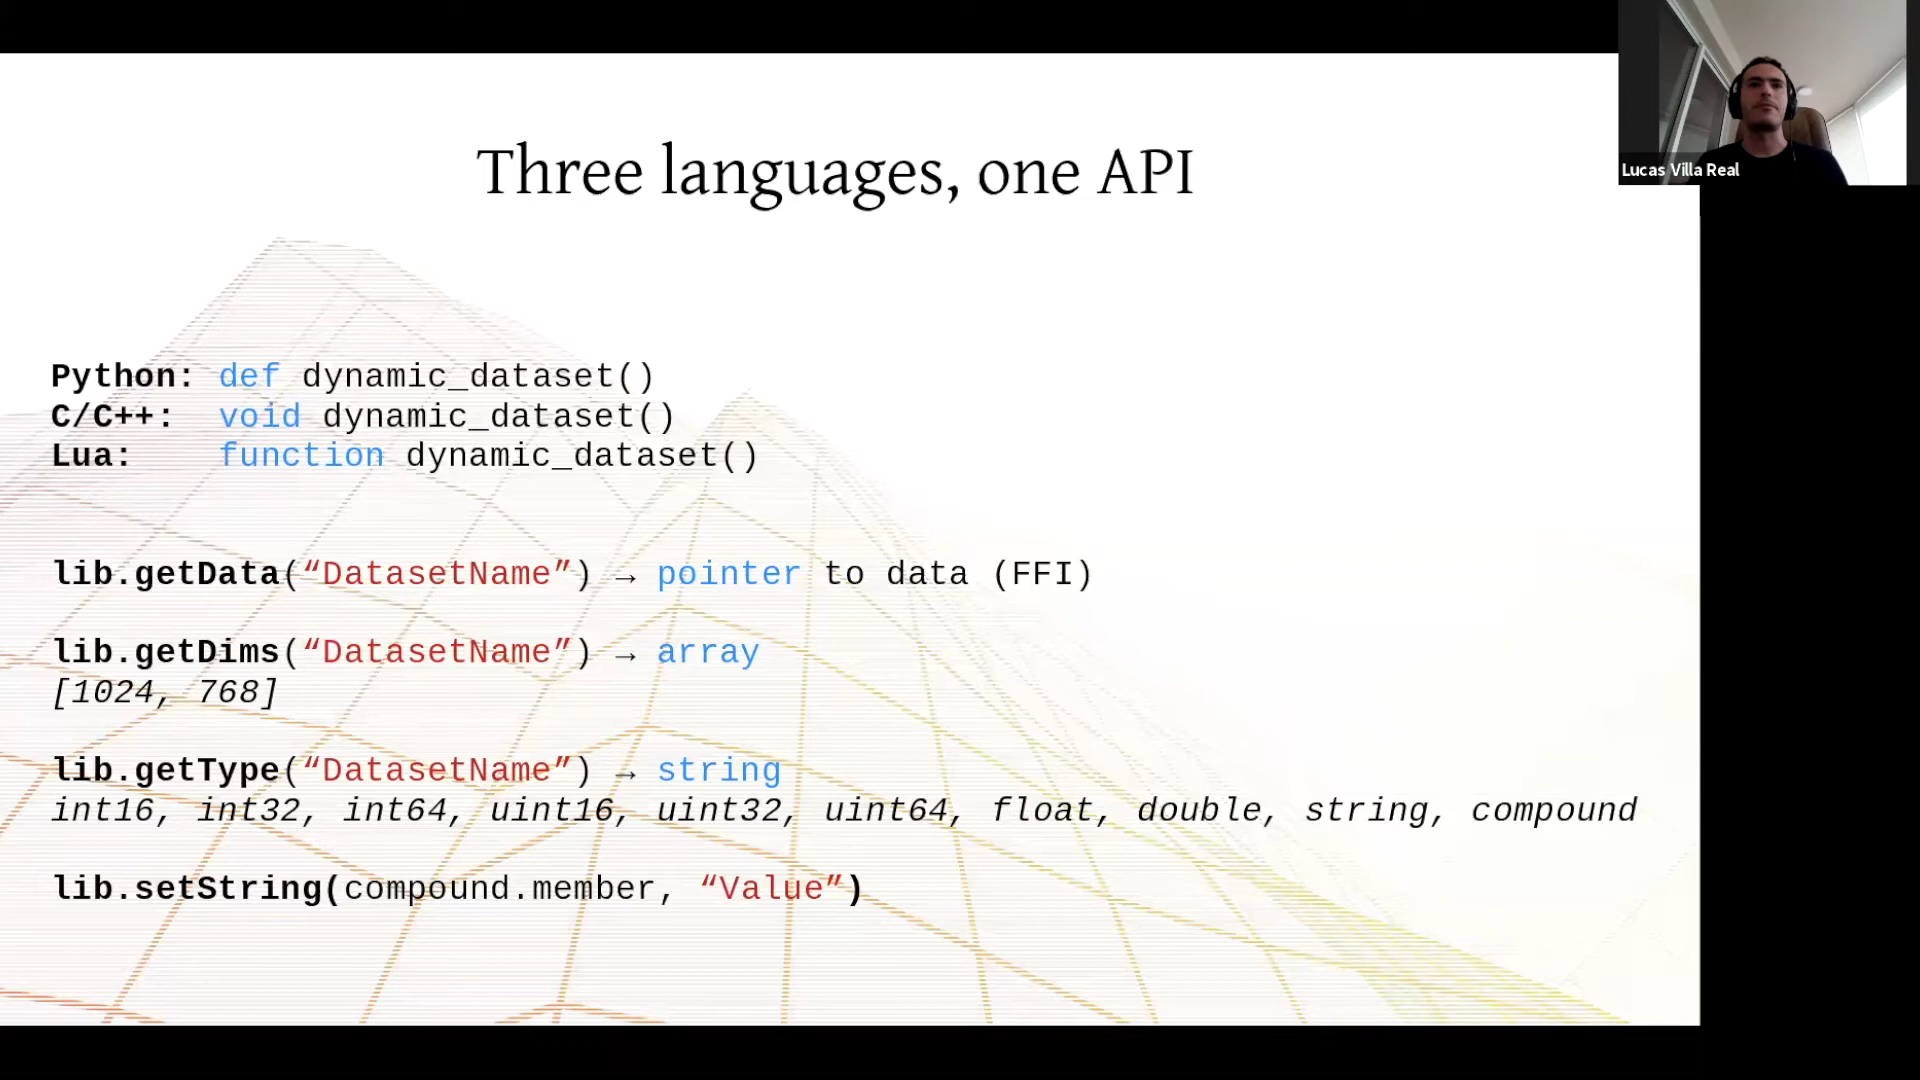 Three languages, one API
Lucas Villa Real
Python: def dynamic_dataset()
C/C++: void dynamic_dataset()
Lua: function dynamic_dataset()
lib.getData(“DatasetName”) → pointer to data (FFI)
lib.getDims(“DatasetName”) → array
[1024, 768]
lib.getType(“DatasetName”) → string
int16, int32, int64, uint16, uint32, uint64, float, double, string, compound
lib.setString(compound.member, “Value”)